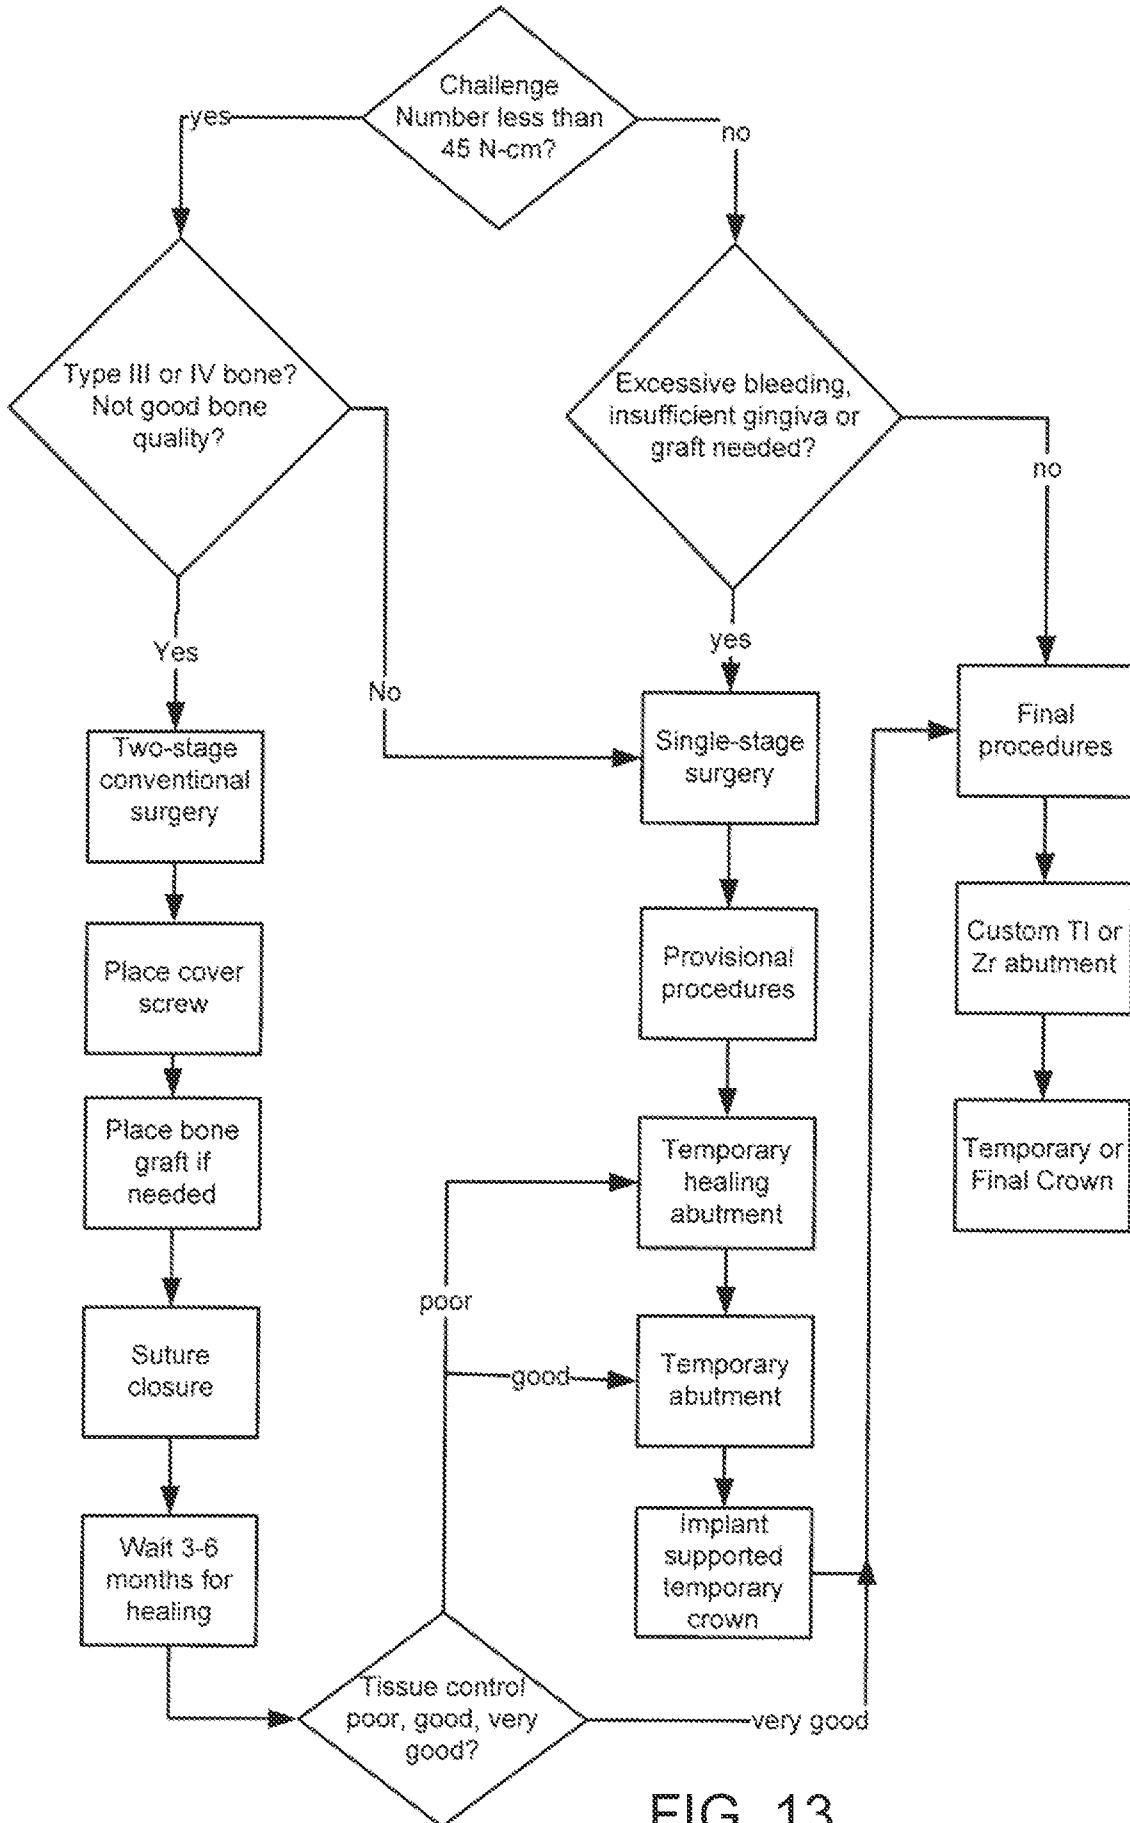 Challenge
Number less than
45 N-cm?
yes
no
Type III or IV bone?
Not good bone
quality?
Excessive bleeding,
insufficient gingiva or
graft needed?
no
Yes
No
yes
Two-stage
conventional
surgery
Single-stage
surgery
Final
procedures
Place cover
screw
Provisional
procedures
Custom TI or
Zr abutment
Place bone
graft if
needed
Temporary
healing
abutment
Temporary or
Final Crown
poor
good
Suture
closure
Temporary
abutment
Wait 3-6
months for
healing
Implant
supported
temporary
crown
Tissue control
poor, good, very
good?
very good
FIG. 13